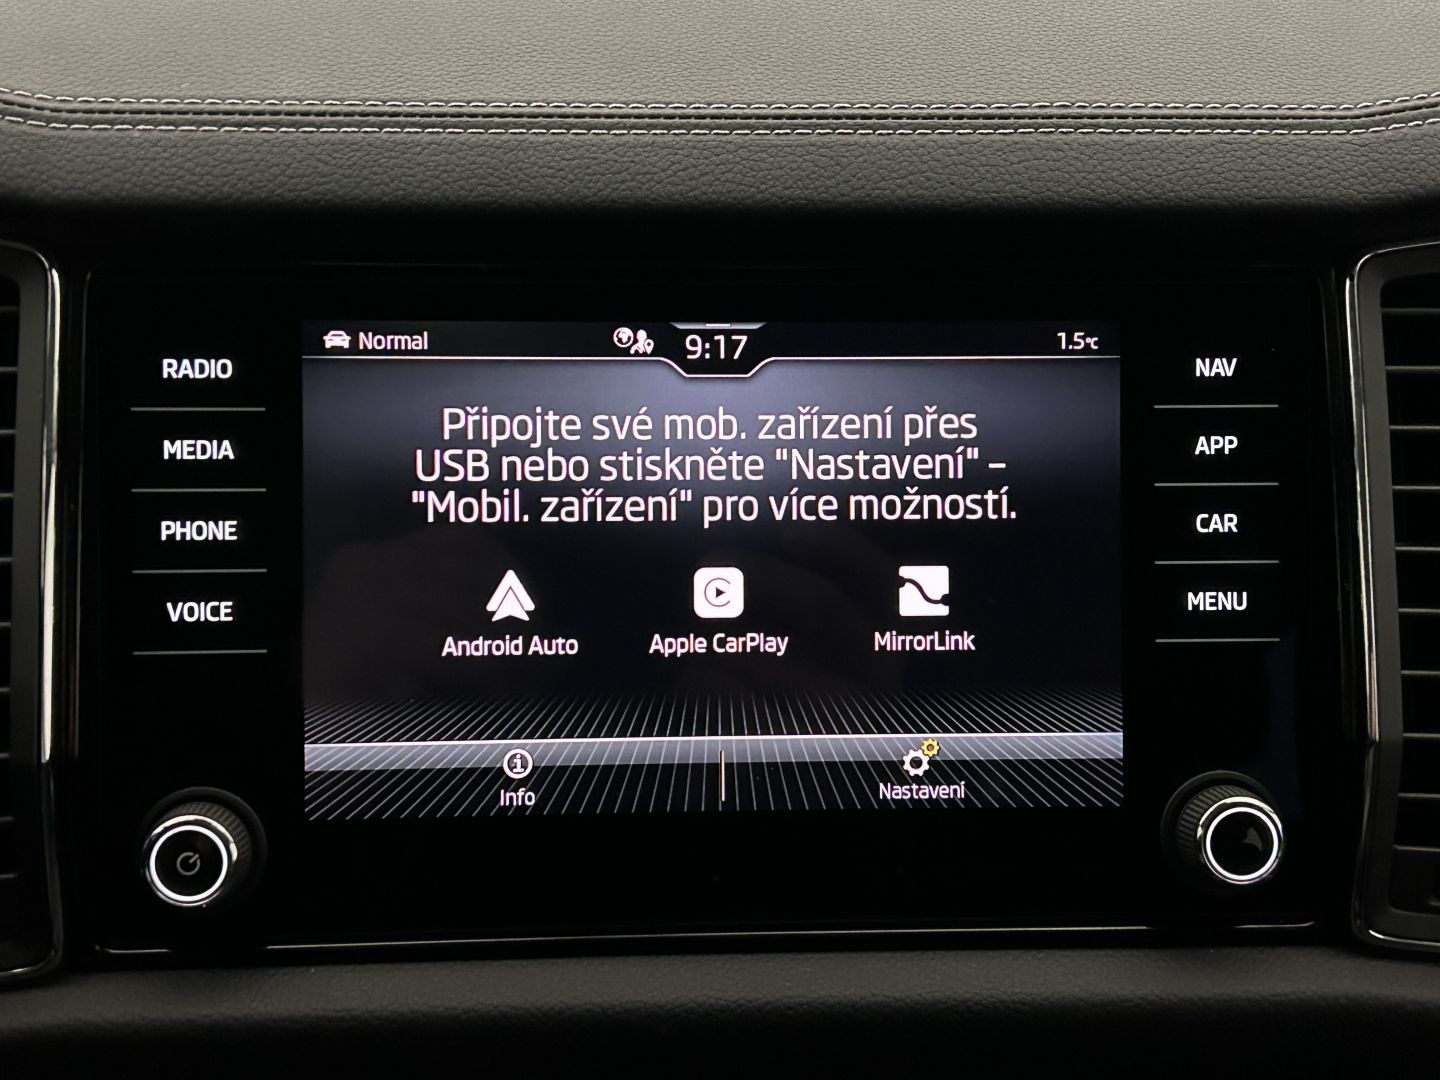 Normal
9:17
1.5°C
RADIO
MEDIA
PHONE
VOICE
Připojte své mob. zařízení přes
USB nebo stiskněte "Nastavení" –
"Mobil. zařízení" pro více možností.
Android Auto
Apple CarPlay
MirrorLink
Info
Nastavení
NAV
APP
CAR
MENU